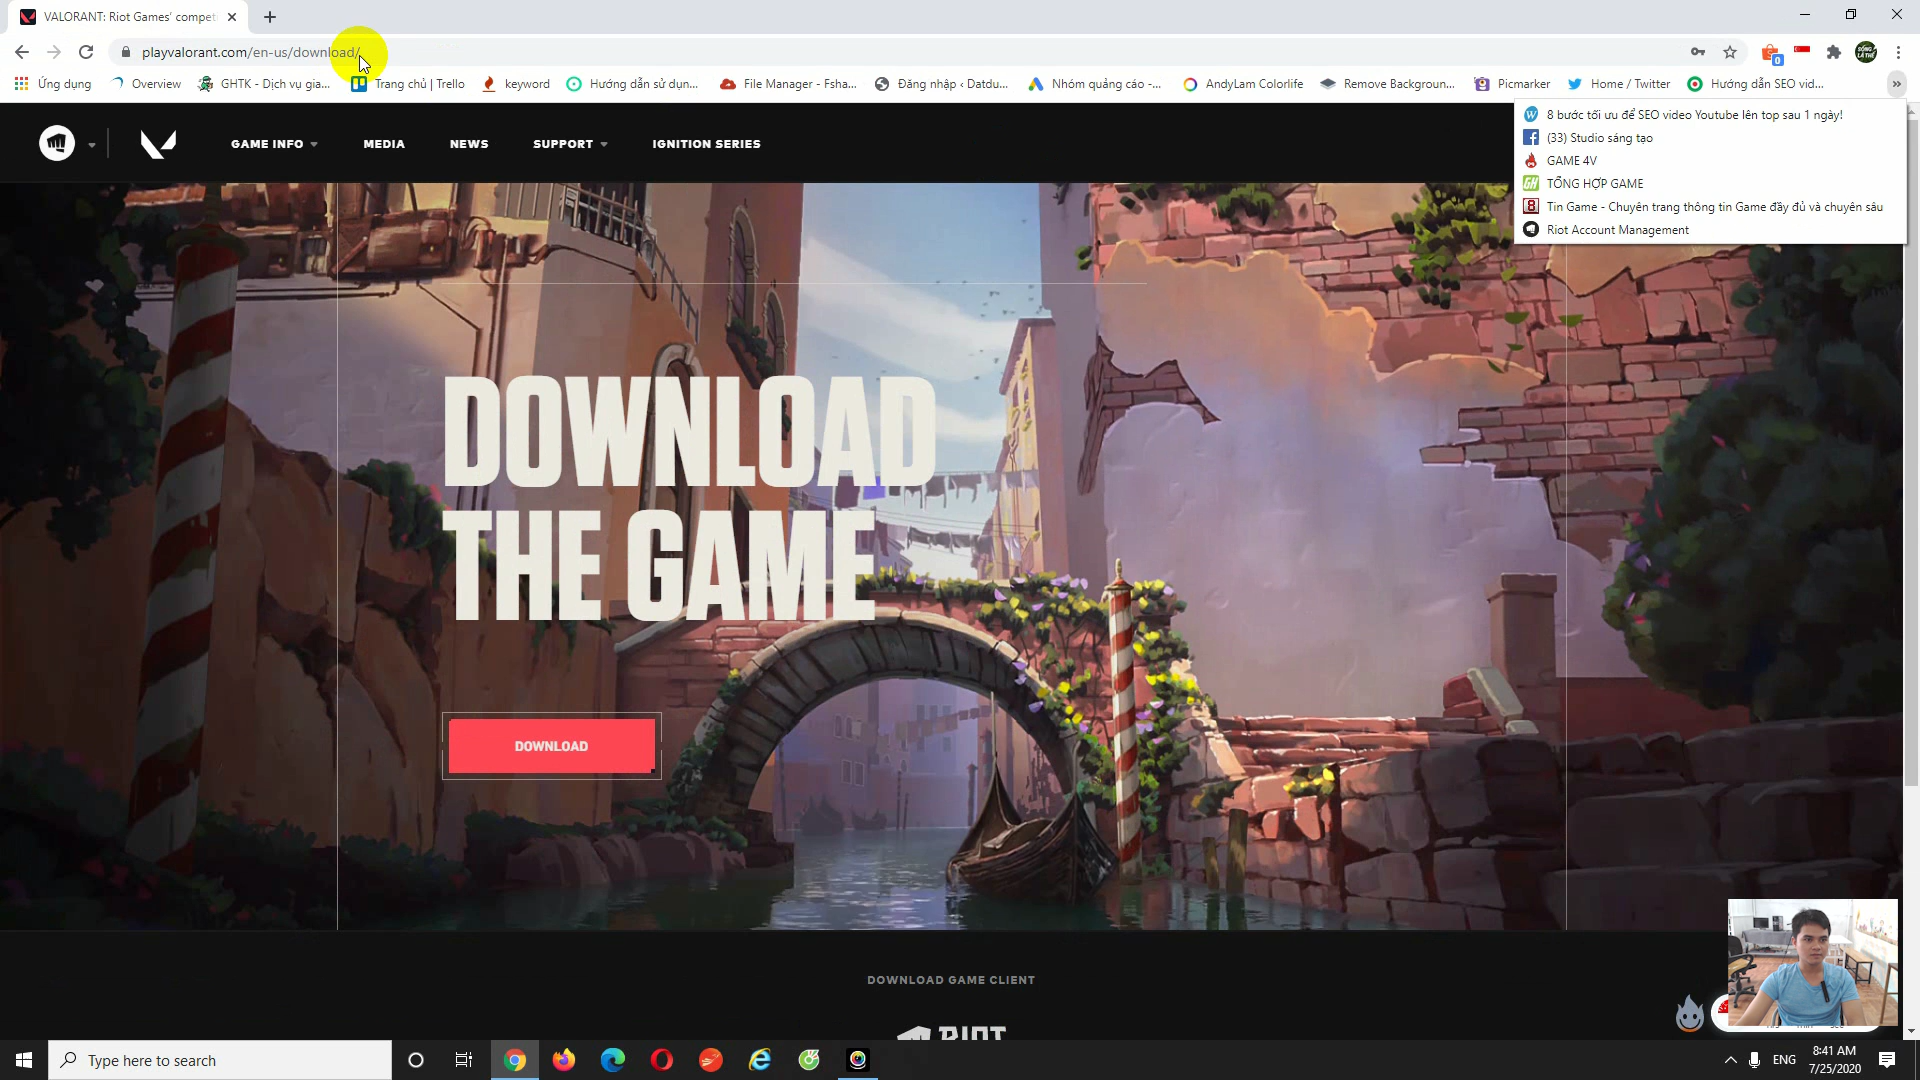 VALORANT: Riot Games' compet
playvalorant.com/en-us/download/
0
Ứng dụng
Overview
GHTK - Dịch vụ gia...
Trang chủ | Trello
keyword
Hướng dẫn sử dụn...
File Manager - Fsha...
Đăng nhập ‹ Datdu...
Nhóm quảng cáo -...
AndyLam Colorlife
Remove Backgroun...
Picmarker
Home / Twitter
Hướng dẫn SEO vid...
»
8 bước tối ưu để SEO video Youtube lên top sau 1 ngày!
(33) Studio sáng tạo
GAME 4V
TỔNG HỢP GAME
Tin Game - Chuyên trang thông tin Game đầy đủ và chuyên sâu
Riot Account Management
GAME INFO
MEDIA
NEWS
SUPPORT
IGNITION SERIES
DOWNLOAD
THE GAME
DOWNLOAD
DOWNLOAD GAME CLIENT
RIOT
Type here to search
ENG
8:41 AM
7/25/2020